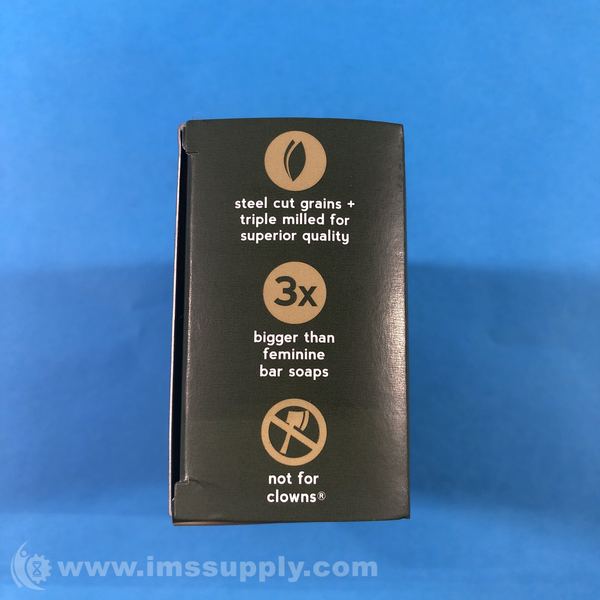 steel cut grains +
triple milled for
superior quality
3x
bigger than
feminine
bar soaps
not for
clowns®
www.imssupply.com